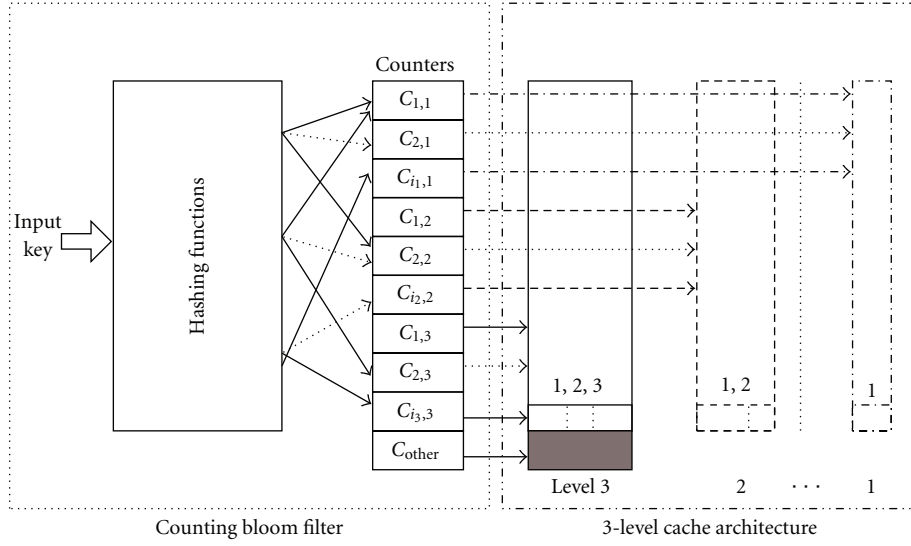 Counters
C1,1
C2,1
Ci1,1
C1,2
C2,2
Ci2,2
C1,3
C2,3
Ci3,3
Cother
Input
key
Hashing functions
1, 2, 3
1, 2
1
Level 3
2
· · ·
1
Counting bloom filter
3-level cache architecture